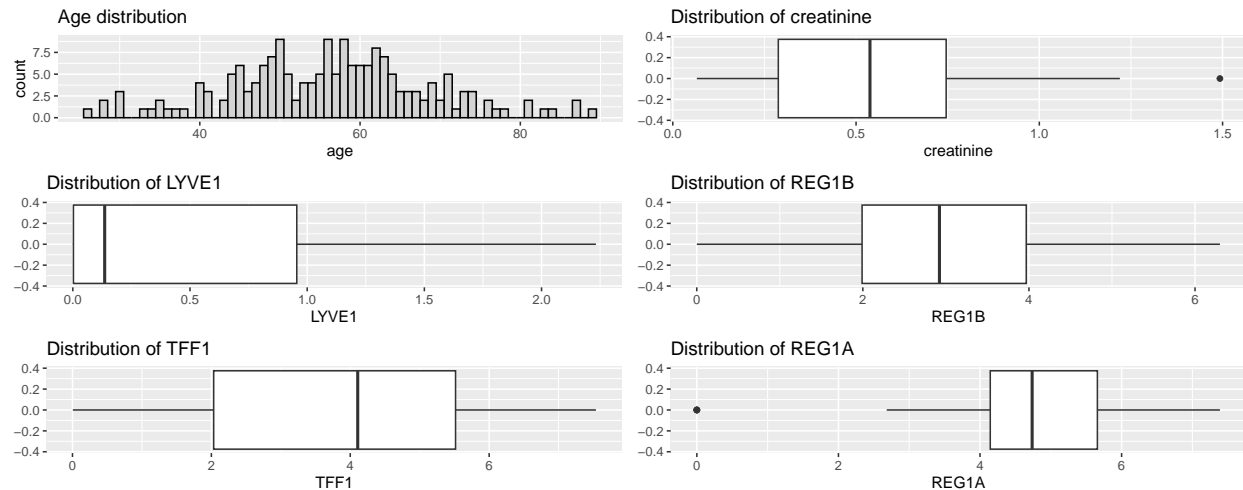 Age distribution
7.5
5.0
2.5
0.0
count
40 60 80
age
Distribution of creatinine
0.4
0.2
0.0
−0.2
−0.4
0.0 0.5 1.0 1.5
creatinine
Distribution of LYVE1
0.4
0.2
0.0
−0.2
−0.4
0.0 0.5 1.0 1.5 2.0
LYVE1
Distribution of REG1B
0.4
0.2
0.0
−0.2
−0.4
0 2 4 6
REG1B
Distribution of TFF1
0.4
0.2
0.0
−0.2
−0.4
0 2 4 6
TFF1
Distribution of REG1A
0.4
0.2
0.0
−0.2
−0.4
0 2 4 6
REG1A